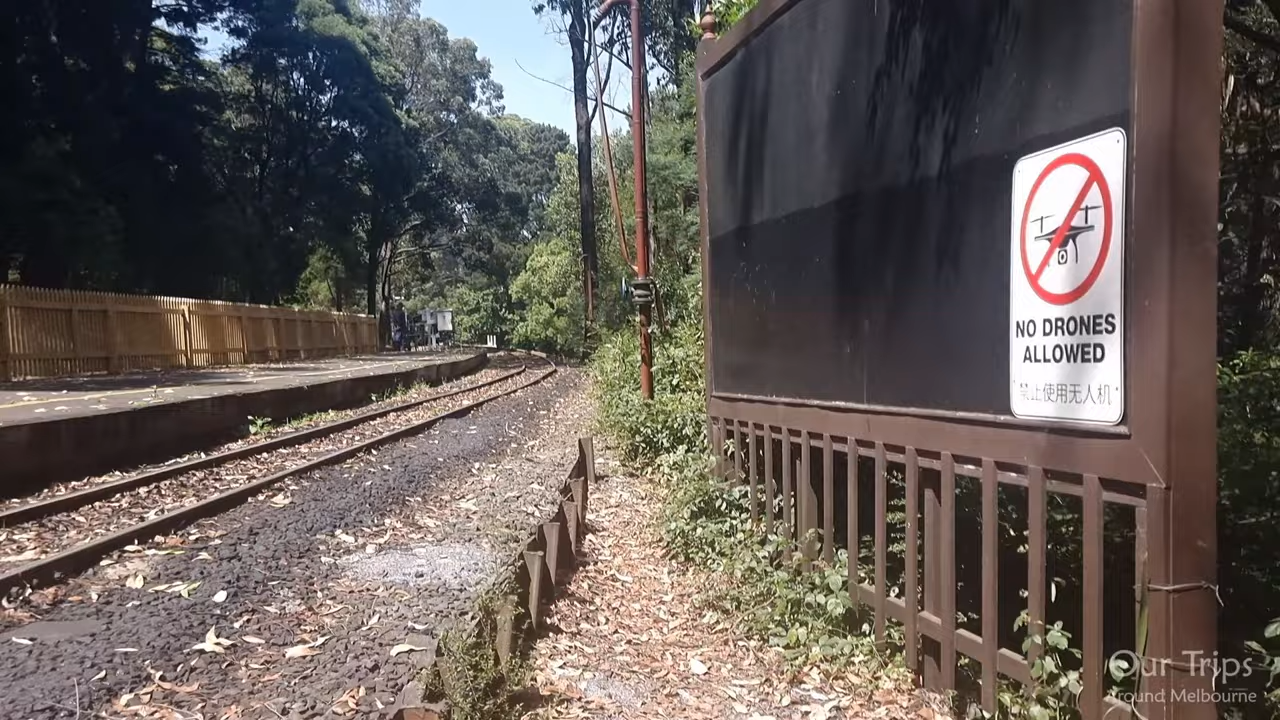 NO DRONES
ALLOWED
禁止使用无人机
Our Trips
Around Melbourne